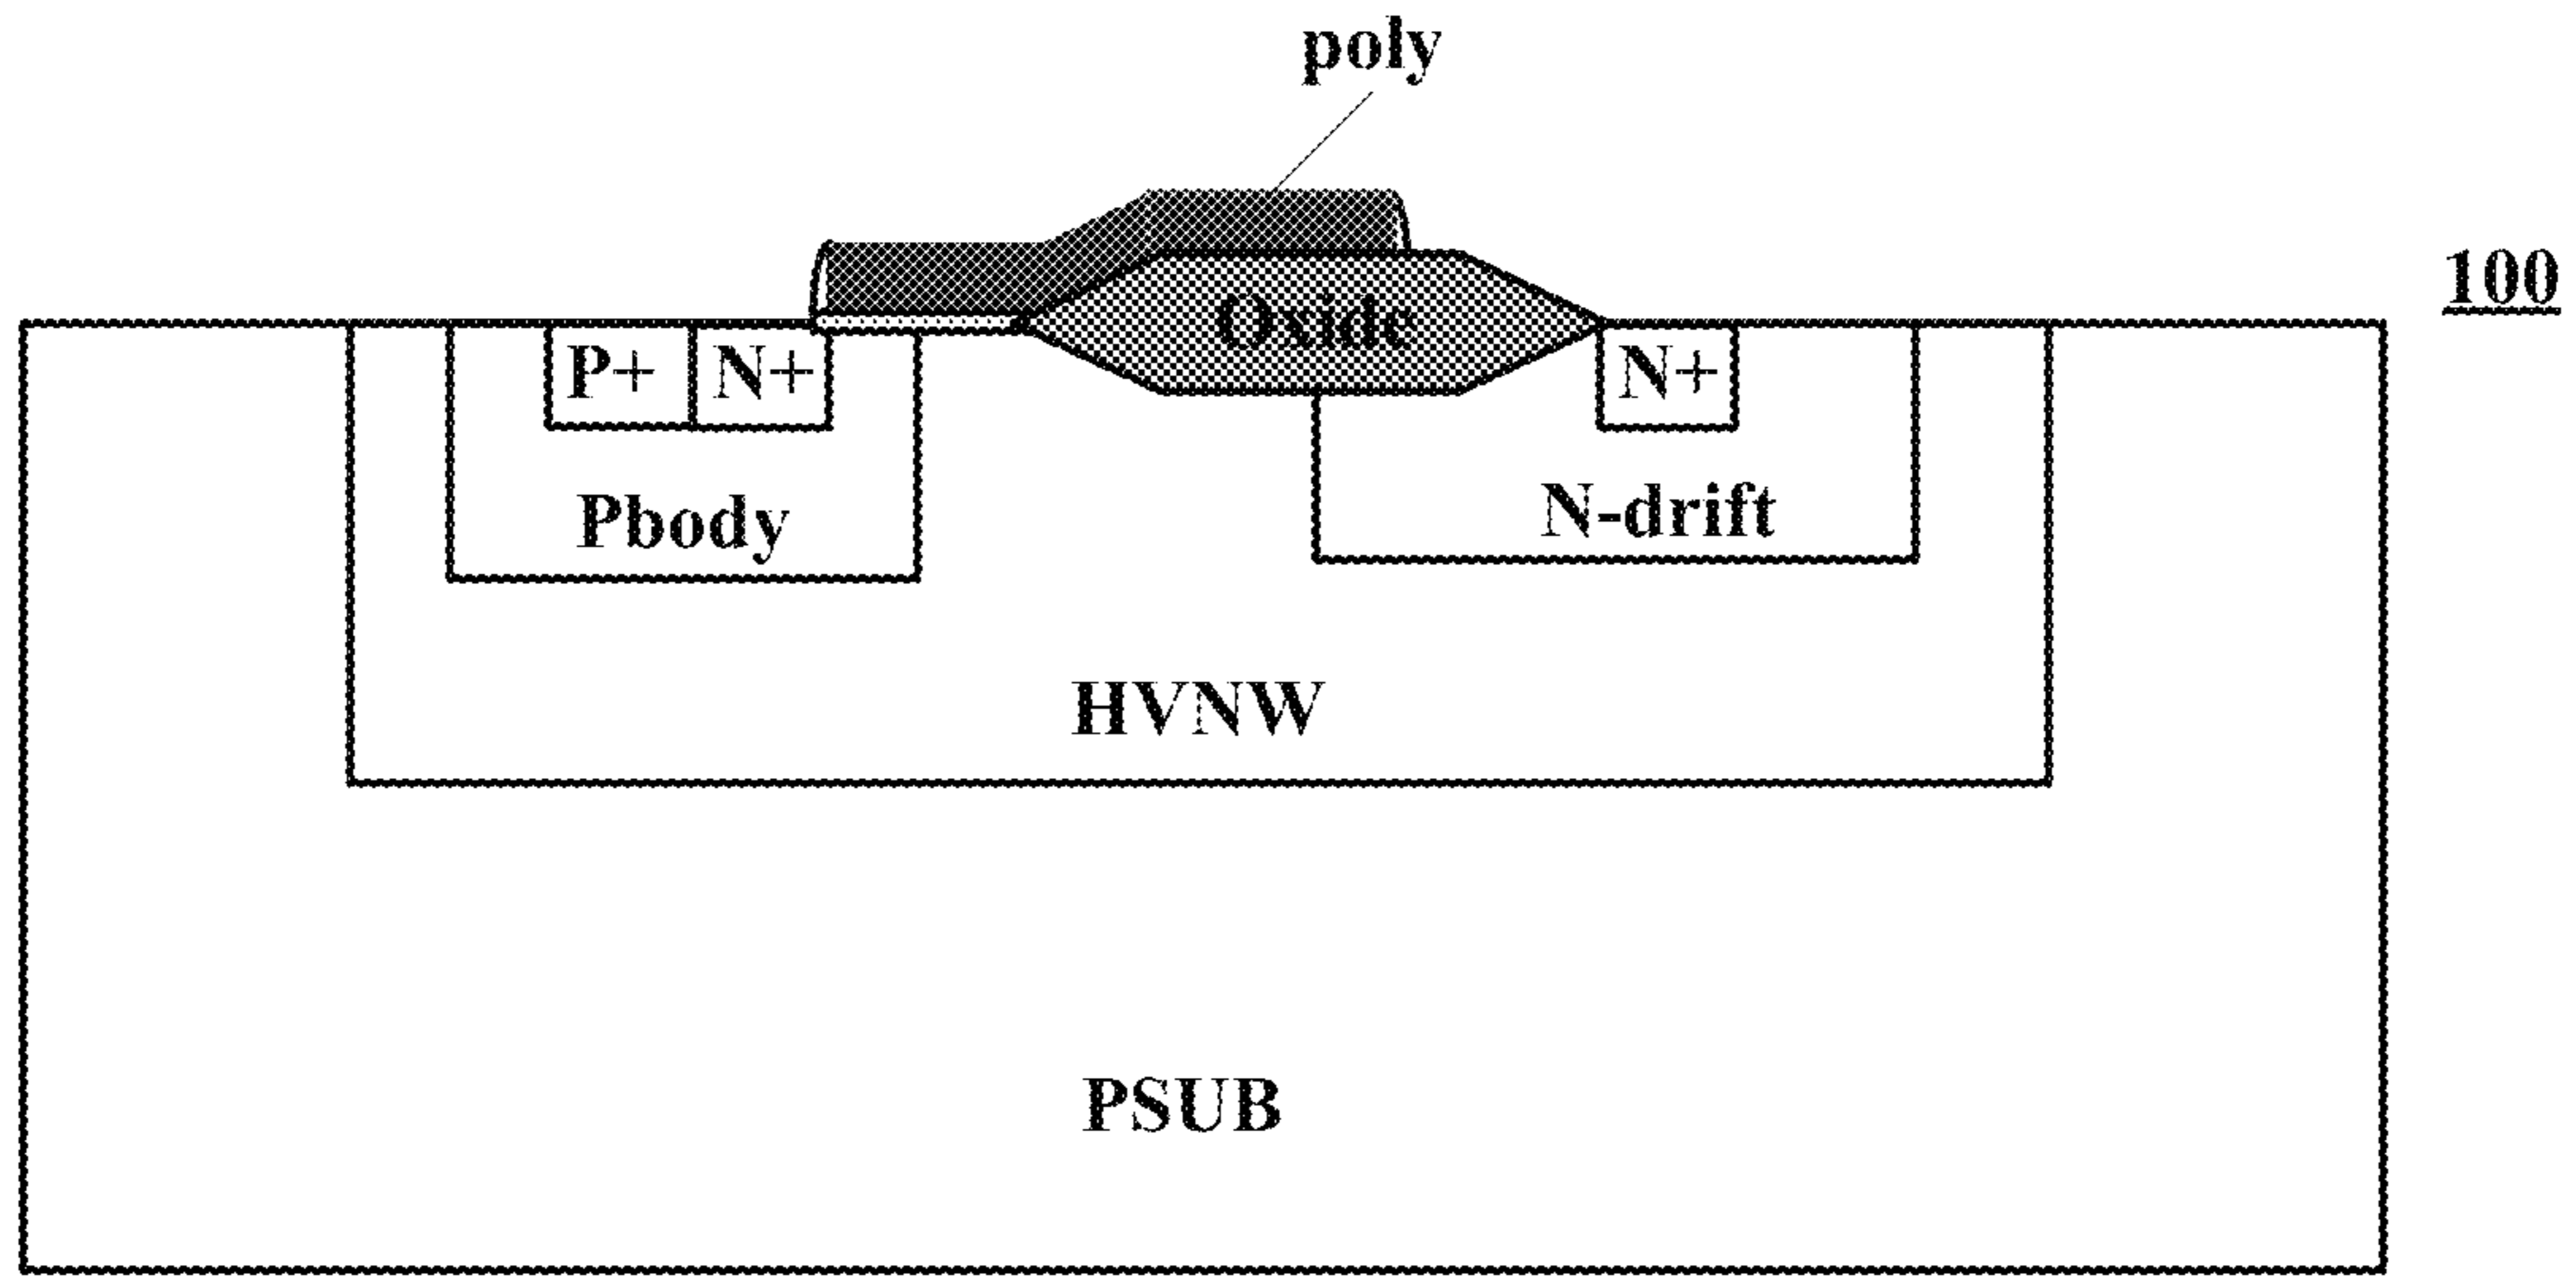 poly
100
Oxide
P+ N+ N+
Pbody
N-drift
HVNW
PSUB